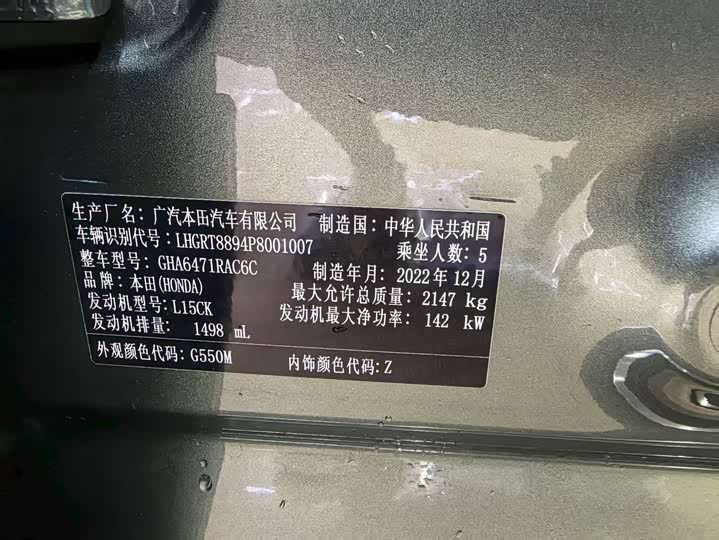 生产厂名: 广汽本田汽车有限公司 制造国: 中华人民共和国
车辆识别代号: LHGRT8894P8001007 乘坐人数: 5
整车型号: GHA6471RAC6C 制造年月: 2022年12月
品牌: 本田(HONDA) 最大允许总质量: 2147 kg
发动机型号: L15CK 发动机最大净功率: 142 kW
发动机排量: 1498 mL
外观颜色代码: G550M 内饰颜色代码: Z